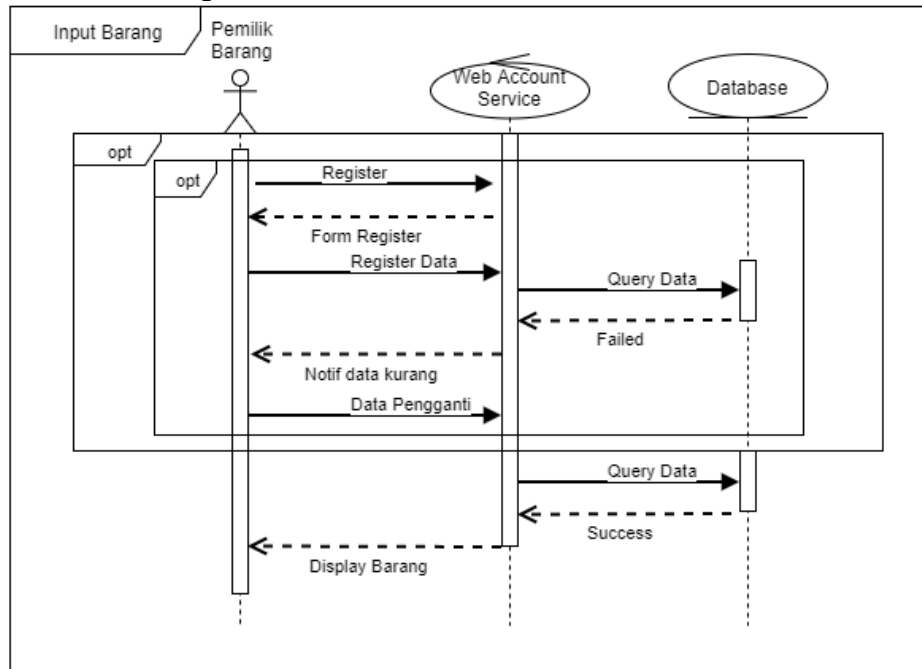 Input Barang
Pemilik
Barang
Web Account
Service
Database
opt
opt
Register
Form Register
Register Data
Query Data
Failed
Notif data kurang
Data Pengganti
Query Data
Success
Display Barang